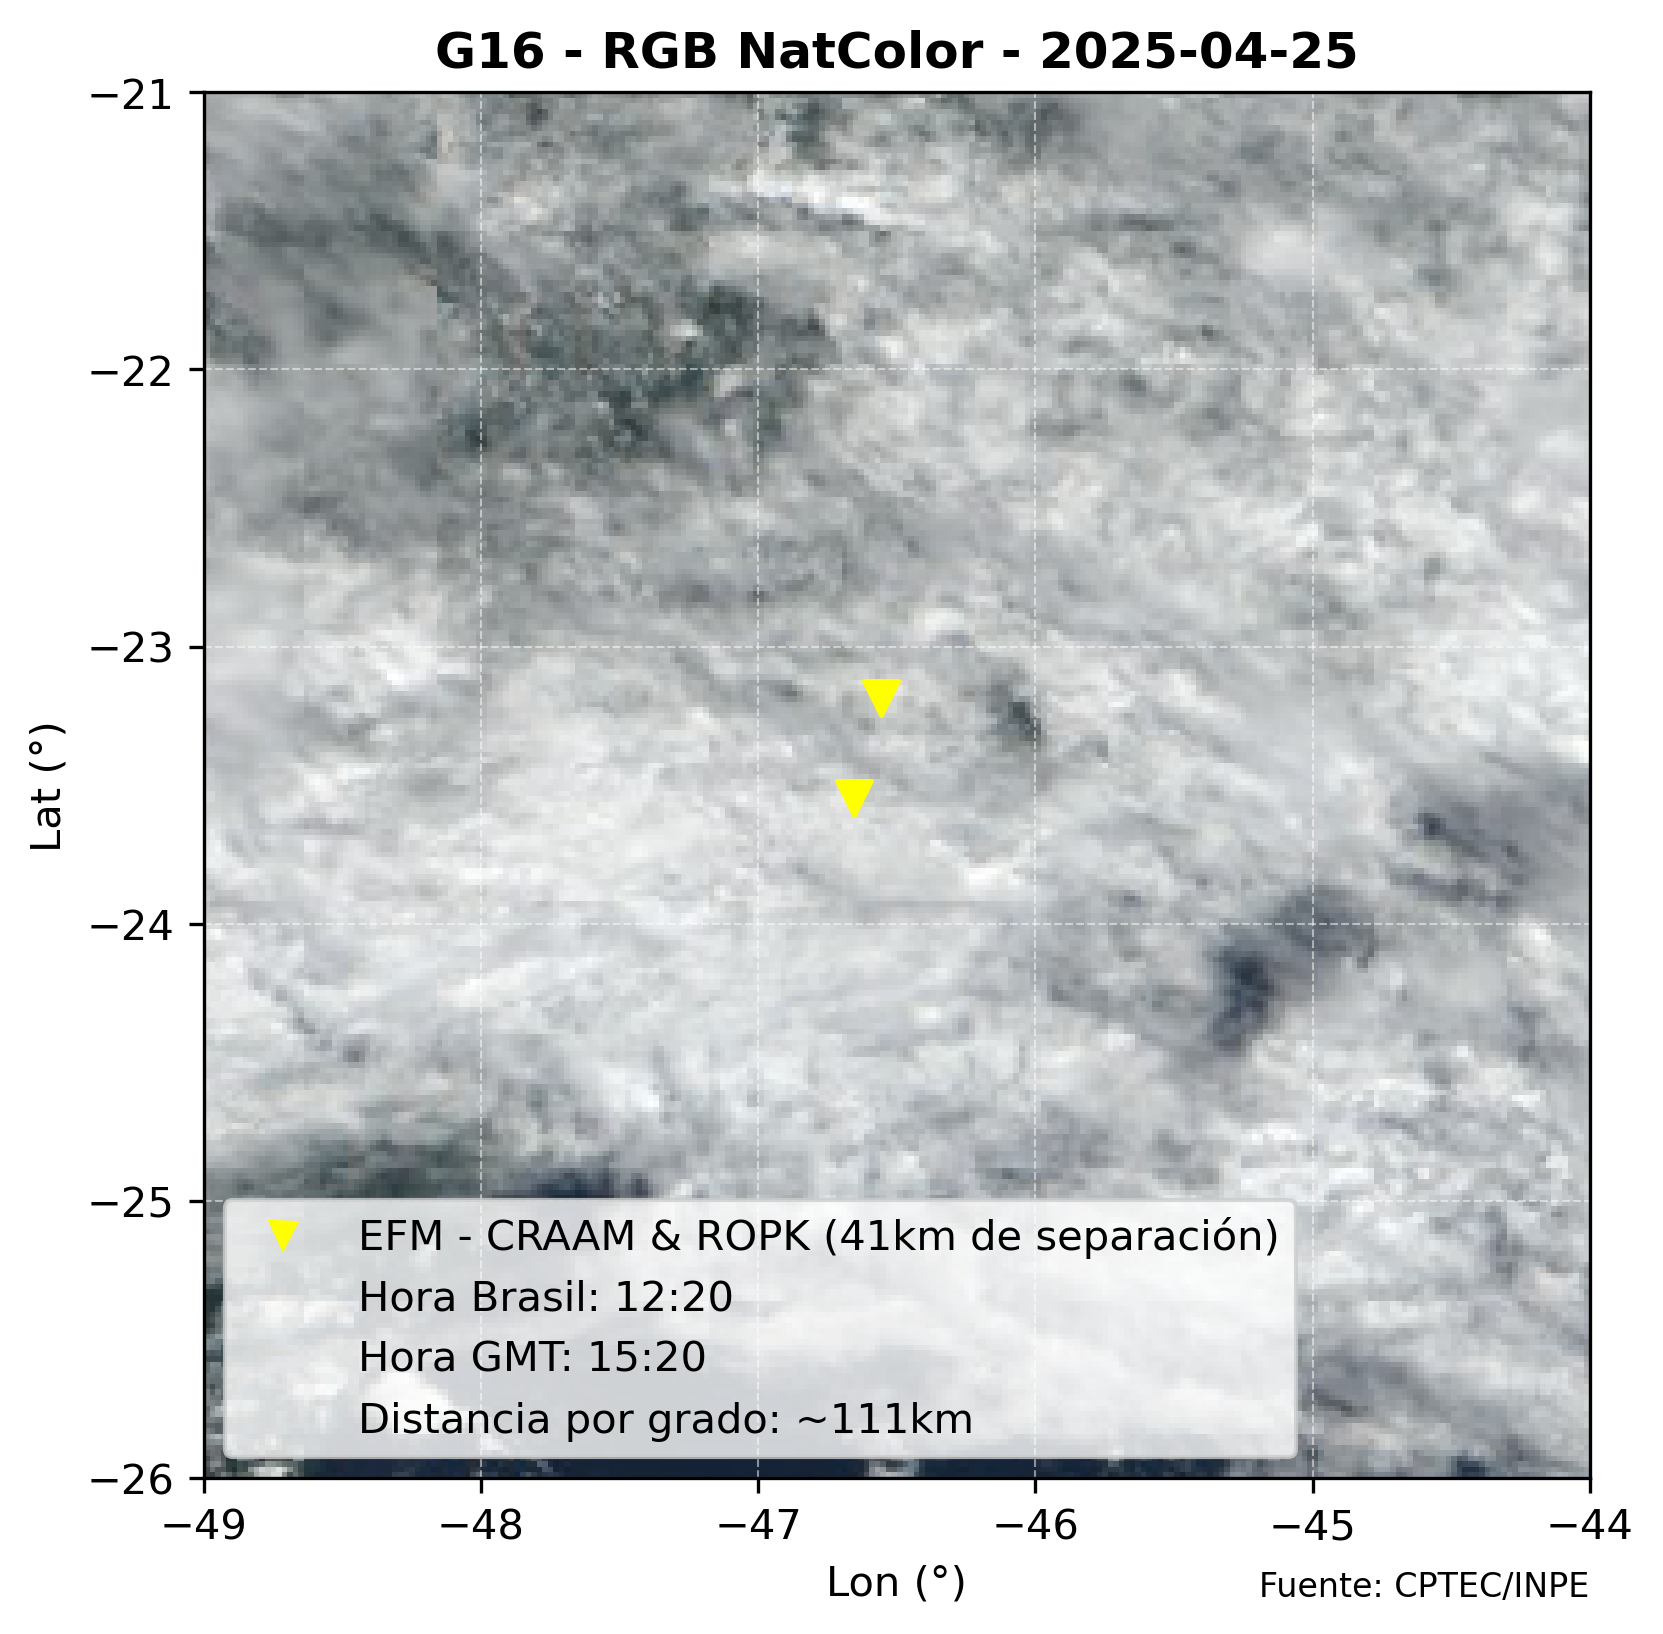 G16 - RGB NatColor - 2025-04-25
−21
−22
−23
−24
−25
−26
Lat (°)
EFM - CRAAM & ROPK (41km de separación)
Hora Brasil: 12:20
Hora GMT: 15:20
Distancia por grado: ~111km
−49 −48 −47 −46 −45 −44
Lon (°)
Fuente: CPTEC/INPE